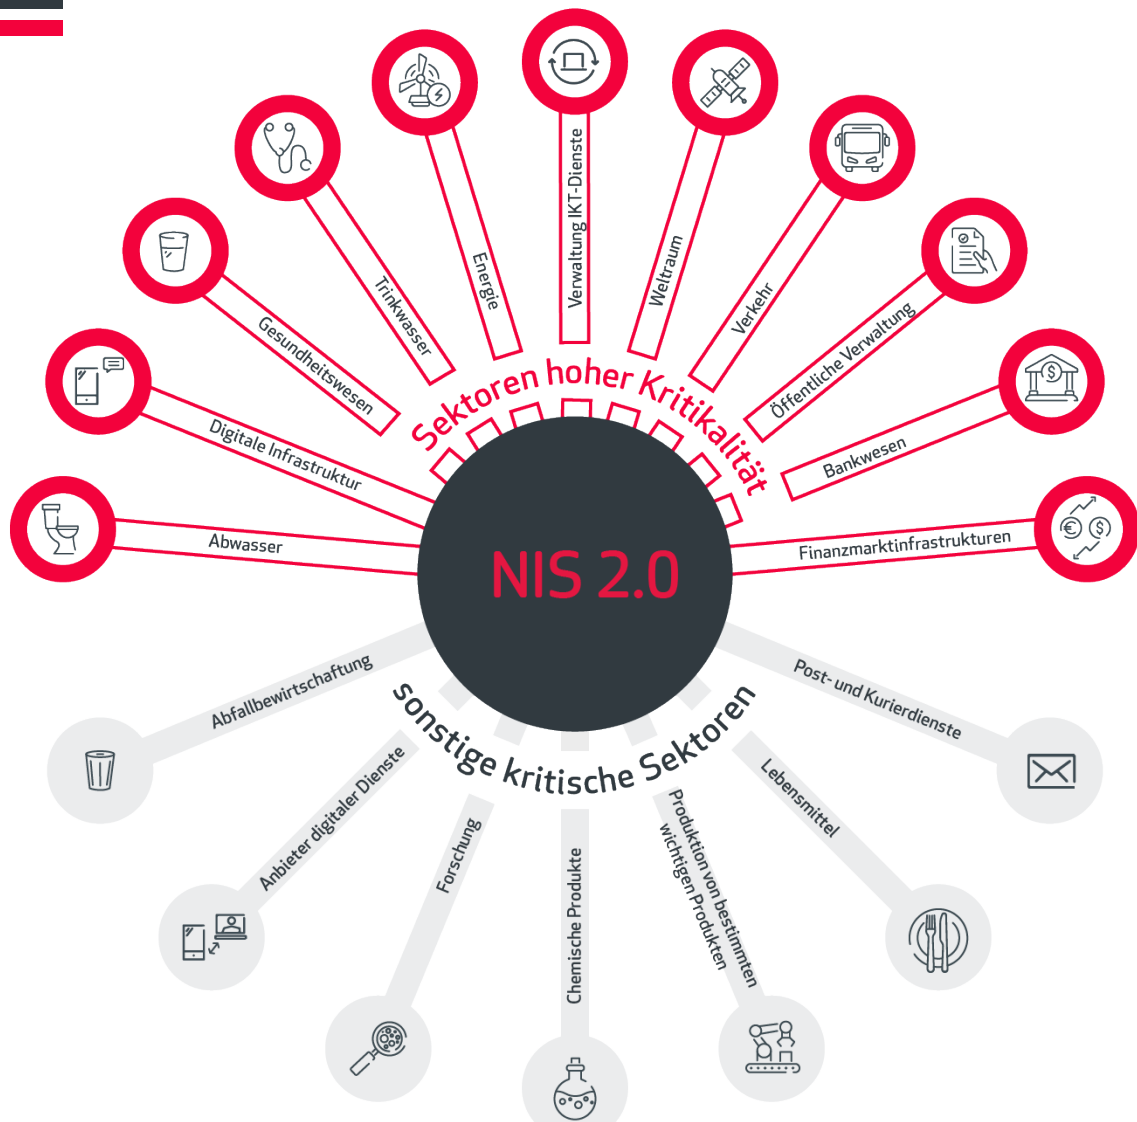 Verwaltung IKT-Dienste
Energie
Weltraum
Trinkwasser
Verkehr
Gesundheitswesen
Öffentliche Verwaltung
Digitale Infrastruktur
Bankwesen
Abwasser
Finanzmarktinfrastrukturen
Sektoren hoher Kritikalität
NIS 2.0
sonstige kritische Sektoren
Abfallbewirtschaftung
Post- und Kurierdienste
Anbieter digitaler Dienste
Lebensmittel
Forschung
Chemische Produkte
Produktion von bestimmten
wichtigen Produkten